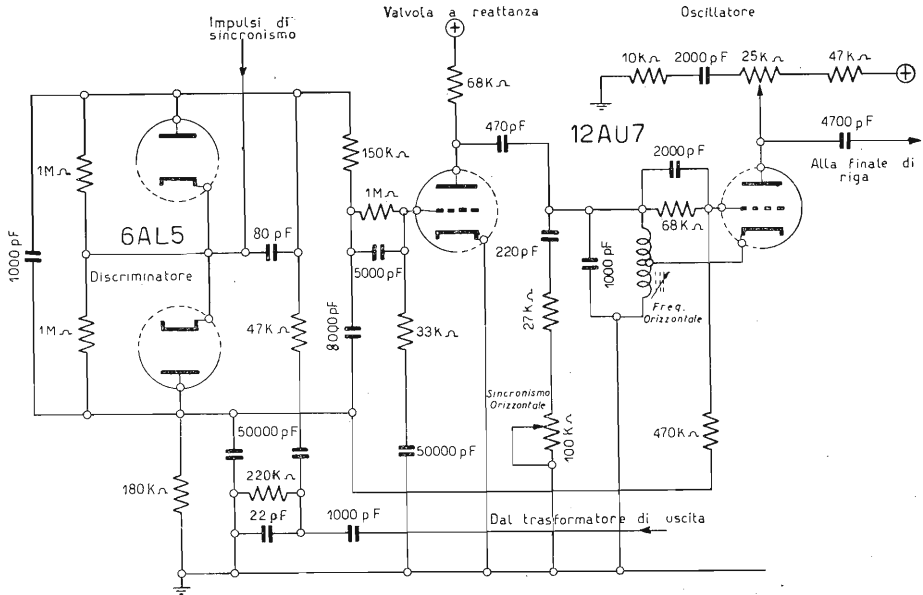 Impulsi di
sincronismo
Valvola a reattanza
Oscillatore
68KΩ
10KΩ
2000pF
25KΩ
47KΩ
470pF
12AU7
4700pF
Alla finale di
riga
2000pF
68KΩ
1MΩ
150KΩ
1MΩ
6AL5
80pF
5000pF
1000pF
Discriminatore
220pF
1000pF
Freq.
Orizzontale
1MΩ
47KΩ
8000pF
33KΩ
27KΩ
Sincronismo
Orizzontale
100KΩ
470KΩ
50000pF
50000pF
180KΩ
220KΩ
22pF
1000pF
Dal trasformatore di uscita